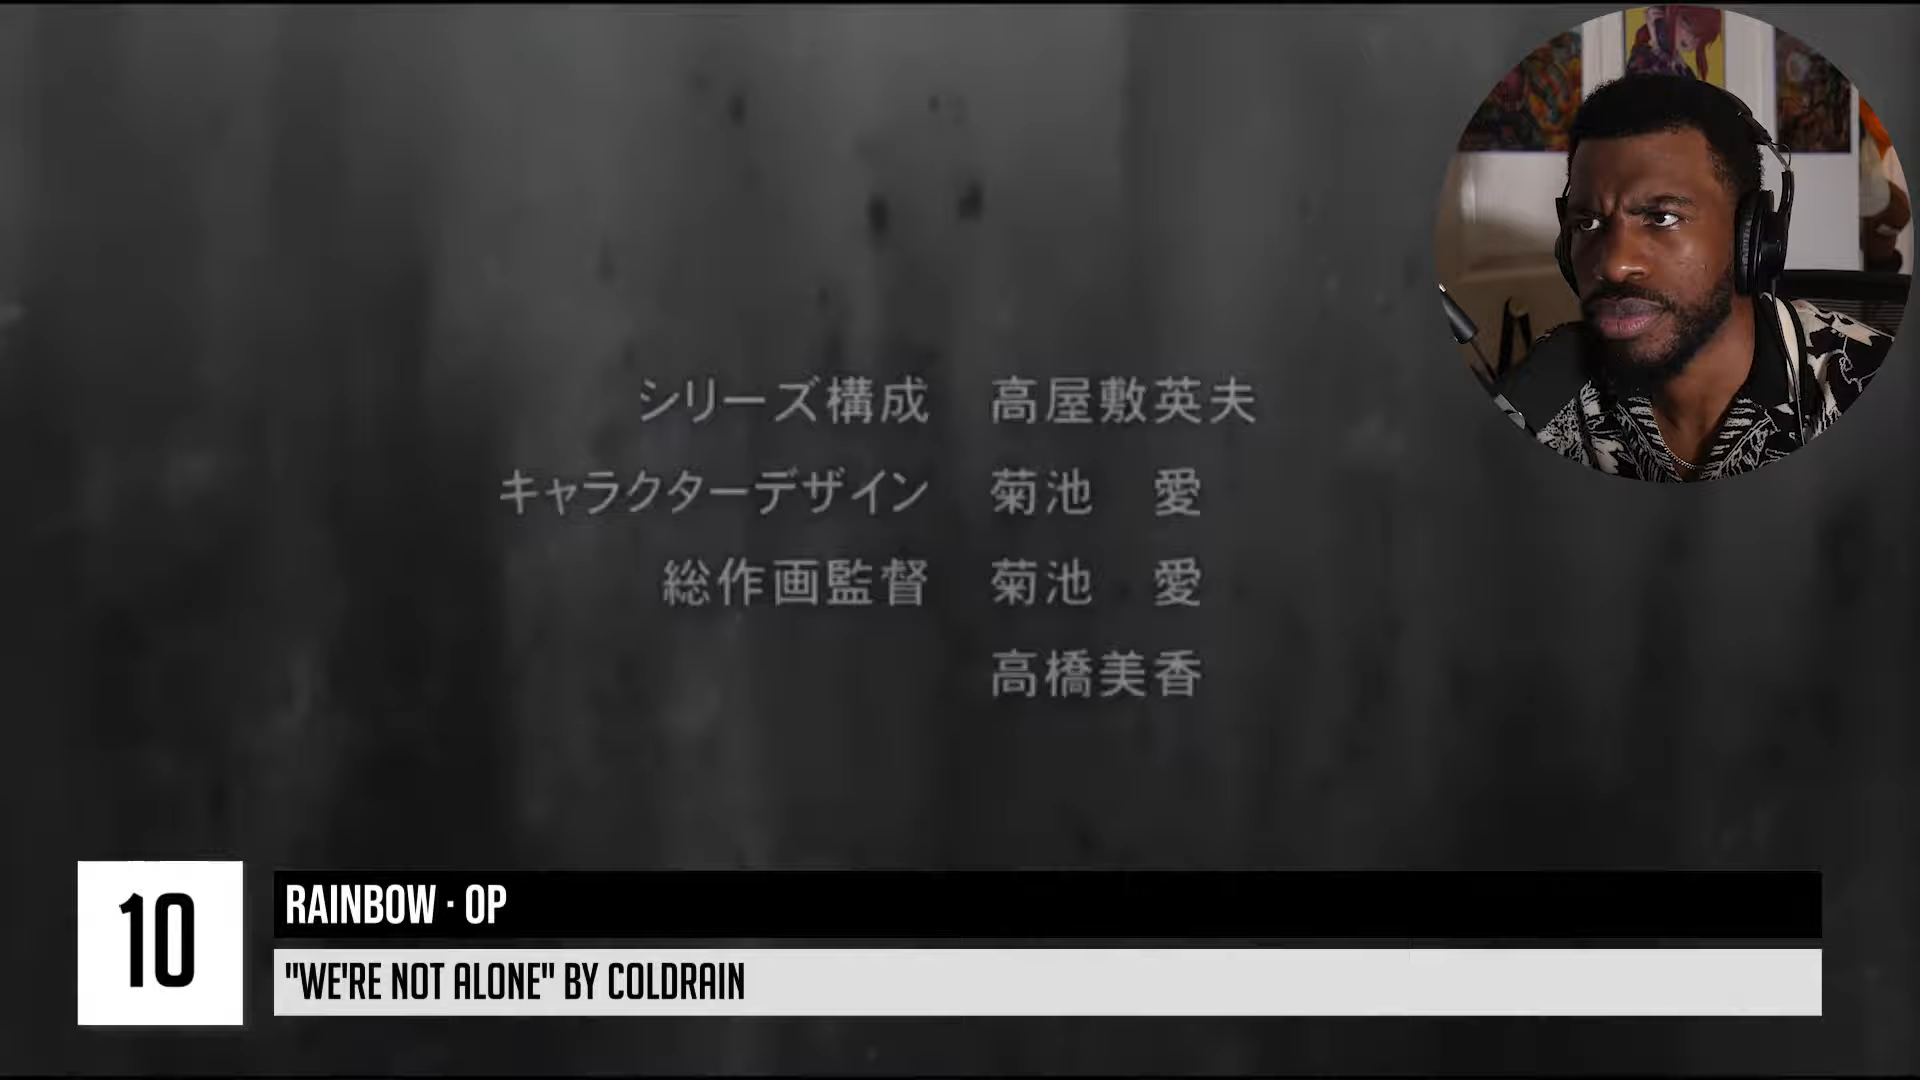 シリーズ構成 高屋敷英夫
キャラクターデザイン 菊池 愛
総作画監督 菊池 愛
高橋美香
10
RAINBOW · OP
"WE'RE NOT ALONE" BY COLDRAIN